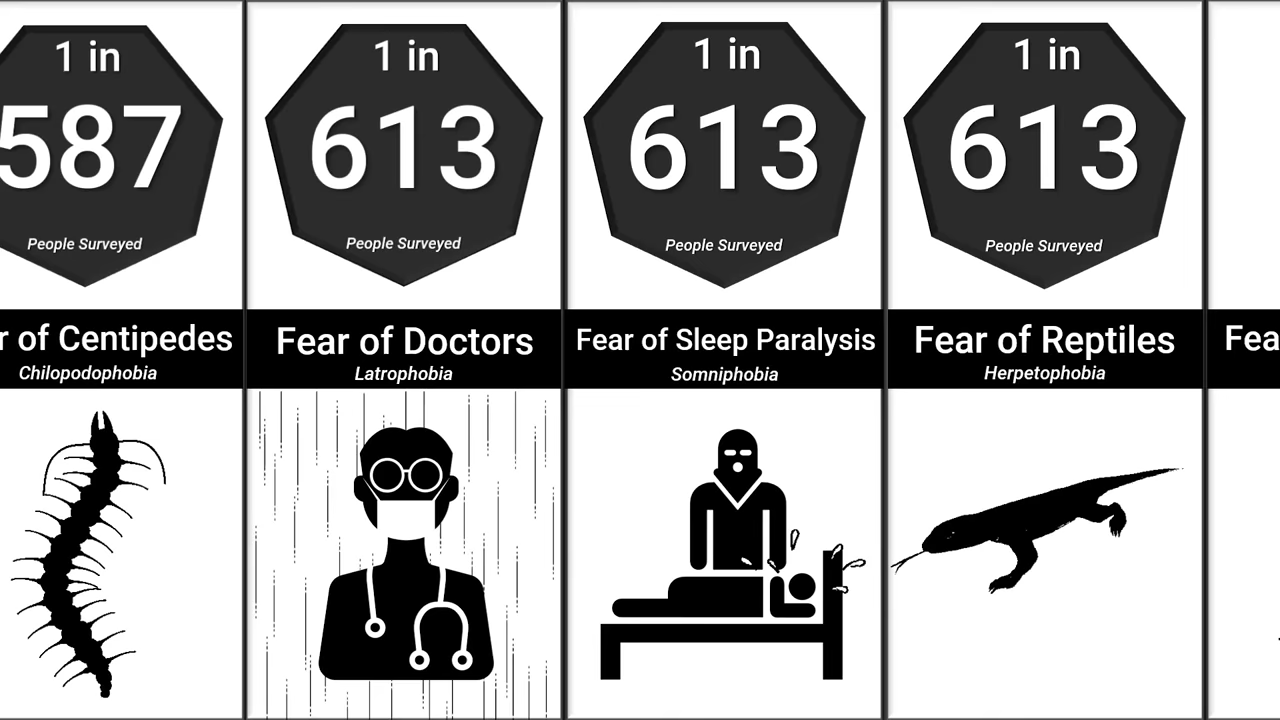 1 in
587
People Surveyed
r of Centipedes
Chilopodophobia
1 in
613
People Surveyed
Fear of Doctors
Latrophobia
1 in
613
People Surveyed
Fear of Sleep Paralysis
Somniphobia
1 in
613
People Surveyed
Fear of Reptiles
Herpetophobia
Fea